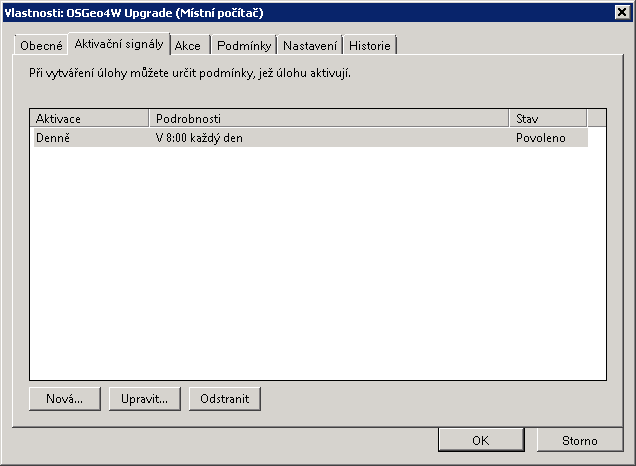 Vlastnosti: OSGeo4W Upgrade (Místní počítač)
Obecné Aktivační signály Akce Podmínky Nastavení Historie
Při vytváření úlohy můžete určit podmínky, jež úlohu aktivují.
Aktivace Podrobnosti Stav
Denně V 8:00 každý den Povoleno
Nová... Upravit... Odstranit
OK Storno